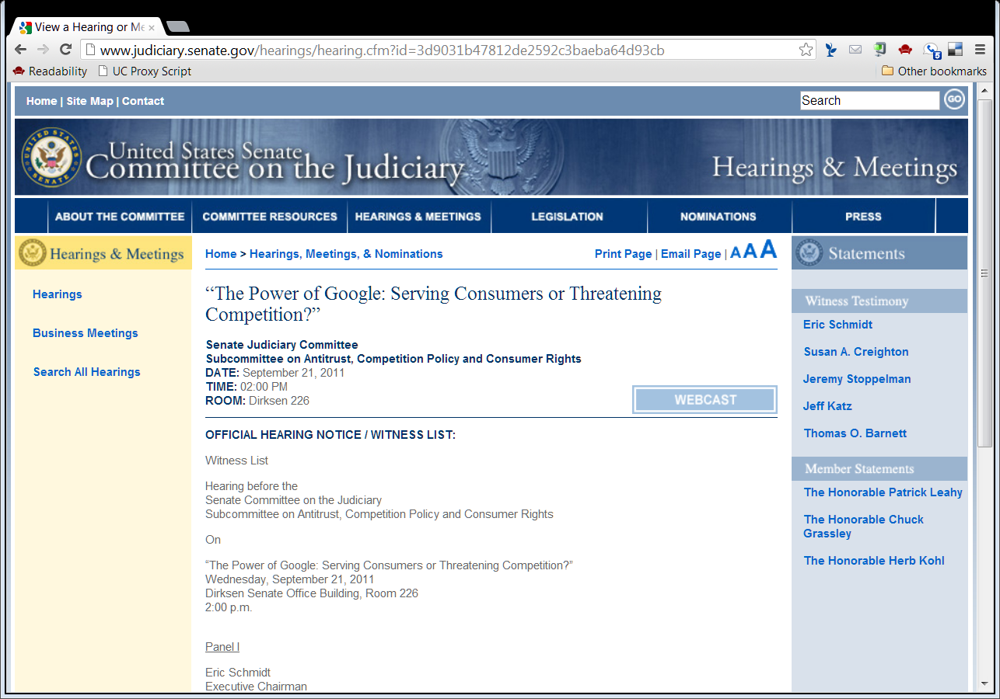 View a Hearing or Me
www.judiciary.senate.gov/hearings/hearing.cfm?id=3d9031b47812de2592c3baeba64d93cb
5
Readability
UC Proxy Script
Other bookmarks
Home | Site Map | Contact
Search
GO
UNITED STATES SENATE
United States Senate
Committee on the Judiciary
Hearings & Meetings
ABOUT THE COMMITTEE
COMMITTEE RESOURCES
HEARINGS & MEETINGS
LEGISLATION
NOMINATIONS
PRESS
Hearings & Meetings
Hearings
Business Meetings
Search All Hearings
Home > Hearings, Meetings, & Nominations
Print Page | Email Page | A A A
“The Power of Google: Serving Consumers or Threatening
Competition?”
Senate Judiciary Committee
Subcommittee on Antitrust, Competition Policy and Consumer Rights
DATE: September 21, 2011
TIME: 02:00 PM
ROOM: Dirksen 226
WEBCAST
OFFICIAL HEARING NOTICE / WITNESS LIST:
Witness List
Hearing before the
Senate Committee on the Judiciary
Subcommittee on Antitrust, Competition Policy and Consumer Rights
On
“The Power of Google: Serving Consumers or Threatening Competition?”
Wednesday, September 21, 2011
Dirksen Senate Office Building, Room 226
2:00 p.m.
Panel I
Eric Schmidt
Executive Chairman
Statements
Witness Testimony
Eric Schmidt
Susan A. Creighton
Jeremy Stoppelman
Jeff Katz
Thomas O. Barnett
Member Statements
The Honorable Patrick Leahy
The Honorable Chuck
Grassley
The Honorable Herb Kohl